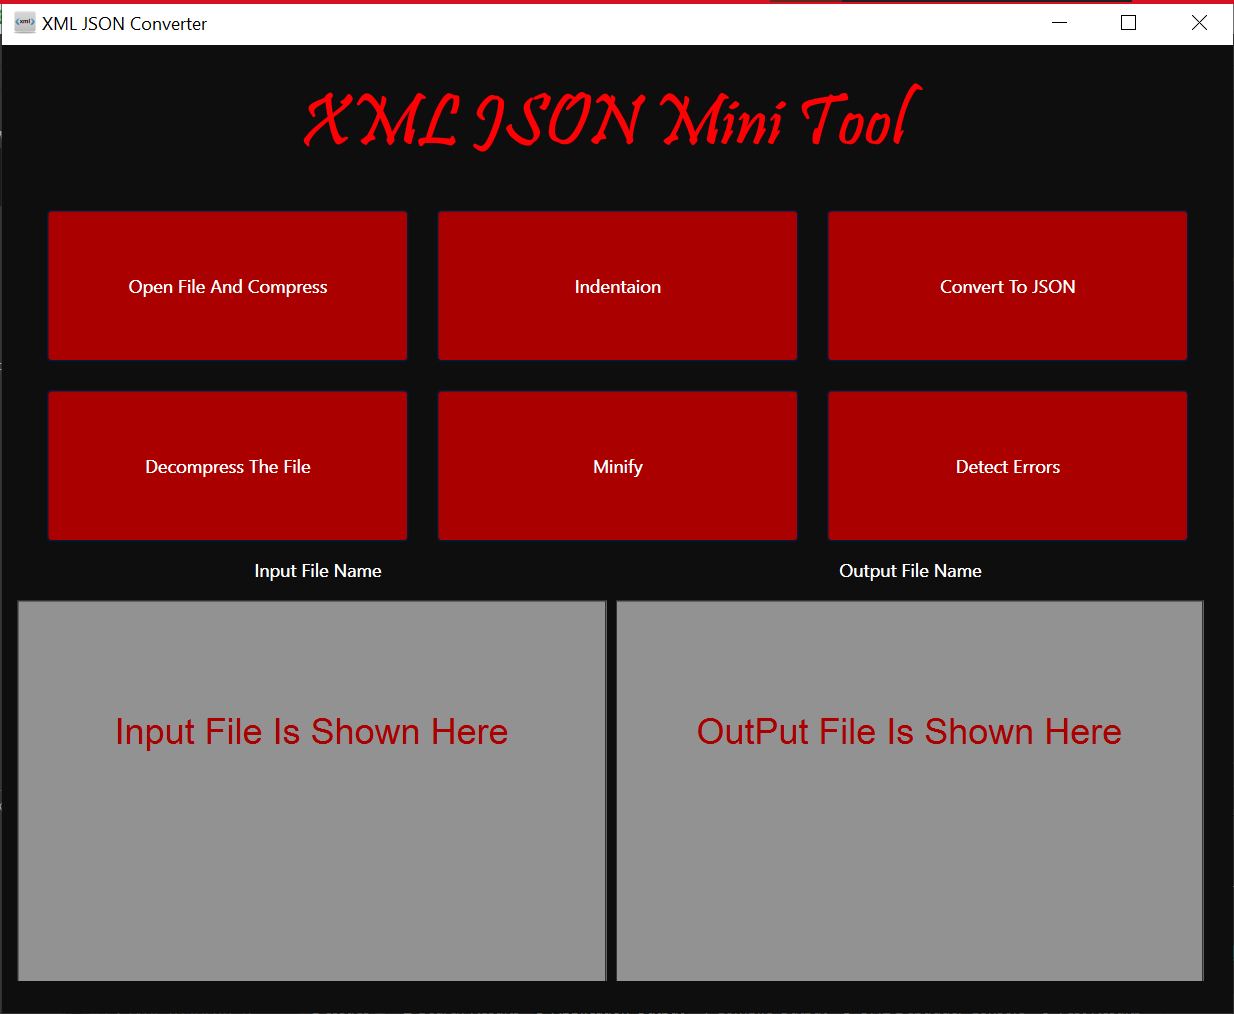 XML JSON Converter
XML JSON Mini Tool
Open File And Compress
Indentaion
Convert To JSON
Decompress The File
Minify
Detect Errors
Input File Name
Output File Name
Input File Is Shown Here
OutPut File Is Shown Here